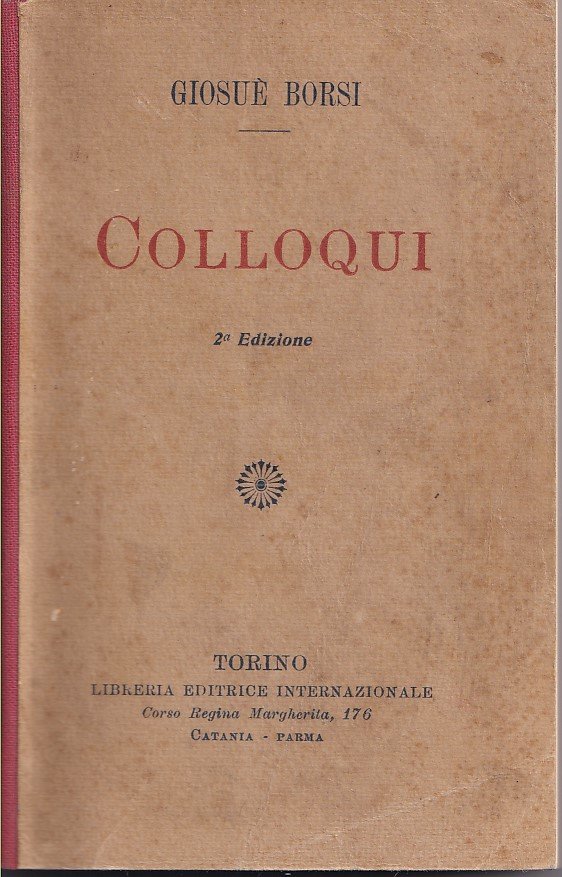 GIOSUÈ BORSI
COLLOQUI
2a Edizione
TORINO
LIBRERIA EDITRICE INTERNAZIONALE
Corso Regina Margherita, 176
CATANIA - PARMA